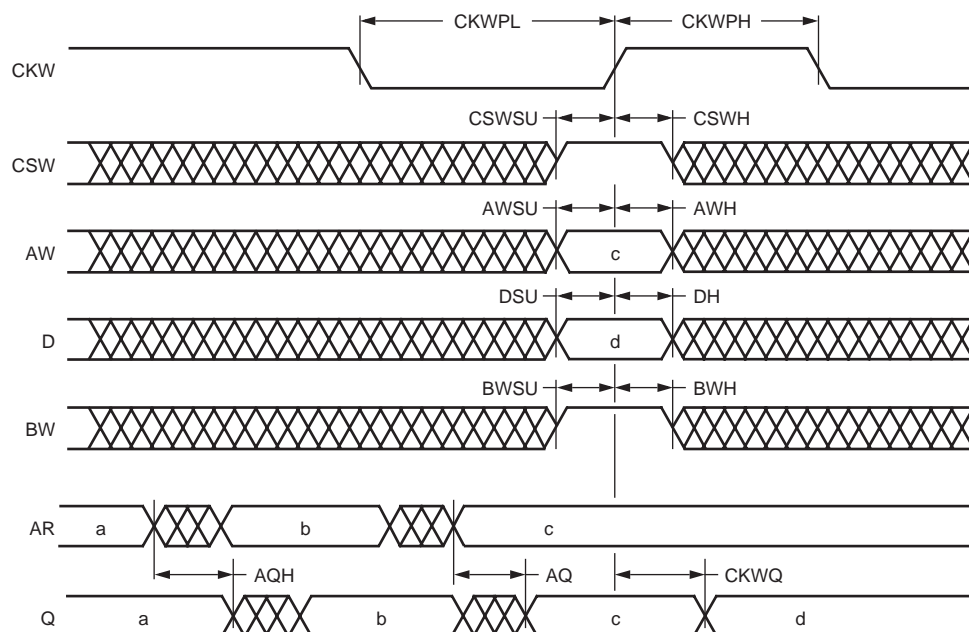 CKWPL CKWPH
CKW
CSWSU CSWH
CSW
AWSU AWH
AW c
DSU DH
D d
BWSU BWH
BW
AR a b c
AQH AQ CKWQ
Q a b c d